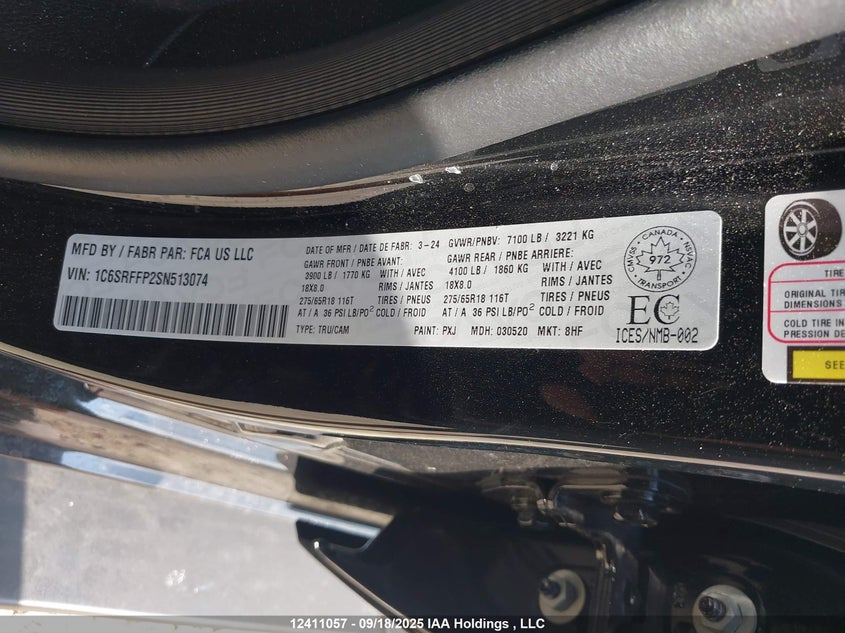 MFD BY / FABR PAR: FCA US LLC
VIN: 1C6SRFFP2SN513074
DATE OF MFR / DATE DE FABR: 3-24 GVWR/PNBV: 7100 LB / 3221 KG
GAWR FRONT / PNBE AVANT: GAWR REAR / PNBE ARRIERE:
3900 LB / 1770 KG WITH / AVEC 4100 LB / 1860 KG WITH / AVEC
18X8.0 RIMS / JANTES 18X8.0 RIMS / JANTES
275/65R18 116T TIRES / PNEUS 275/65R18 116T TIRES / PNEUS
AT / A 36 PSI LB/PO2 COLD / FROID AT / A 36 PSI LB/PO2 COLD / FROID
TYPE: TRU/CAM PAINT: PXJ MDH: 030520 MKT: 8HF
CANADA
CMVSS 972 NSVAC
TRANSPORT
EC
ICES/NMB-002
TIRE
ORIGINAL TIR
DIMENSIONS
COLD TIRE IN
PRESSION DE
SEE
12411057 - 09/18/2025 IAA Holdings , LLC